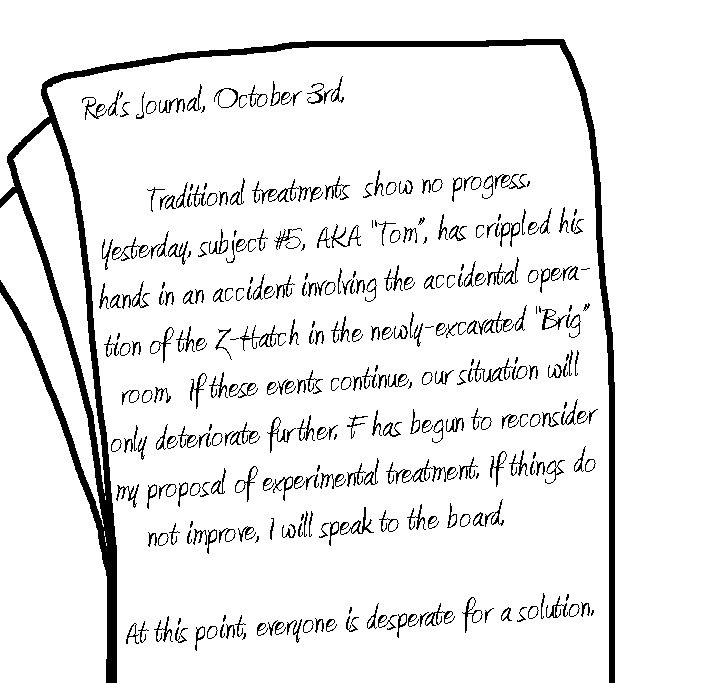 Red's Journal, October 3rd,
Traditional treatments show no progress.
Yesterday, subject #5, AKA "Tom", has crippled his
hands in an accident involving the accidental opera-
tion of the Z-Hatch in the newly-excavated "Brig"
room. If these events continue, our situation will
only deteriorate further. F has begun to reconsider
my proposal of experimental treatment. If things do
not improve, I will speak to the board.
At this point, everyone is desperate for a solution.